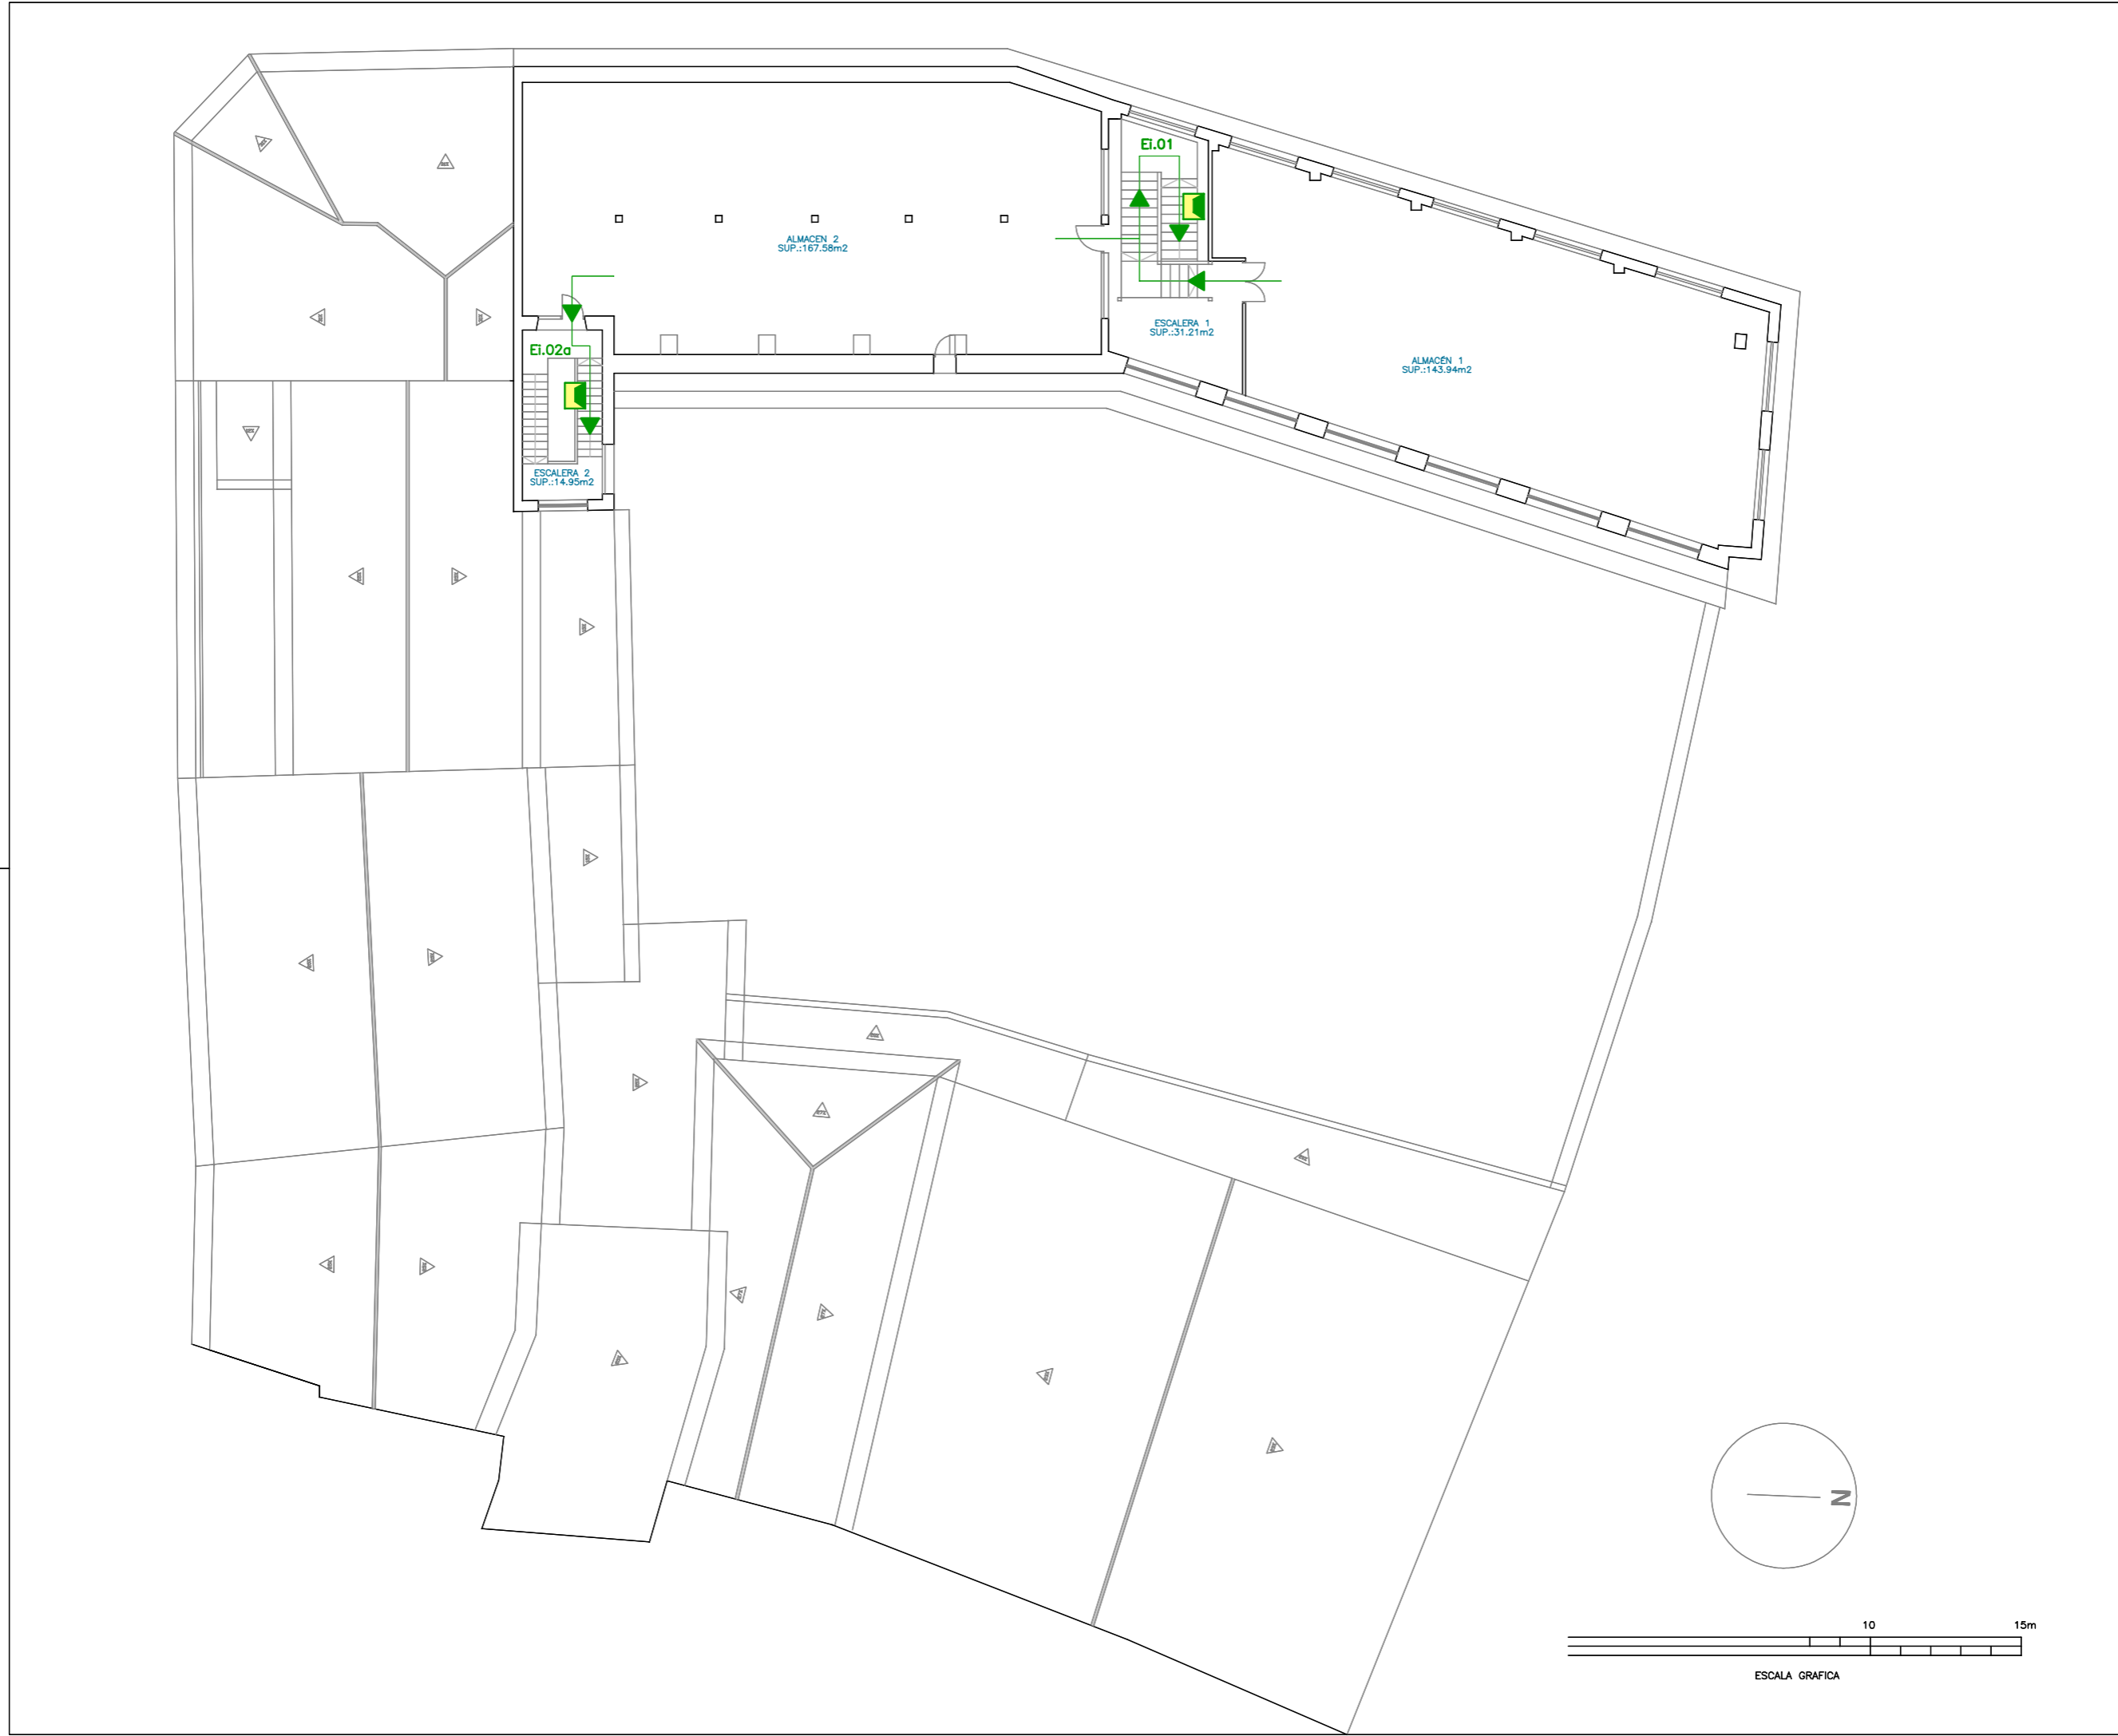 Ei.01
ALMACEN 2
SUP.:167.58m2
ESCALERA 1
SUP.:31.21m2
Ei.02a
ALMACÉN 1
SUP.:143.94m2
ESCALERA 2
SUP.:14.95m2
N
10
15m
ESCALA GRAFICA